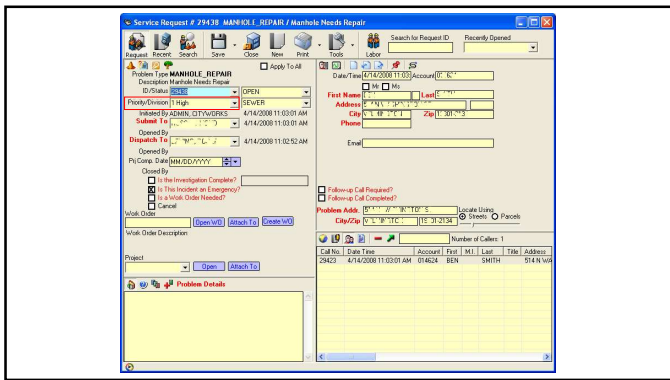 Service Request # 29438 MANHOLE_REPAIR / Manhole Needs Repair
Search for Request ID Recently Opened
Request Recent Search Save Close New Print Tools Labor
Apply To All
Problem Type MANHOLE_REPAIR
Description Manhole Needs Repair
ID/Status 29438 OPEN
Priority/Division 1 High SEWER
Initiated By ADMIN, CITYWORKS 4/14/2008 11:03:01 AM
Submit To 4/14/2008 11:03:01 AM
Opened By
Dispatch To 4/14/2008 11:02:52 AM
Opened By
Prj Comp. Date MM/DD/YYYY
Closed By
Is the Investigation Complete?
Is This Incident an Emergency?
Is a Work Order Needed?
Cancel
Work Order
Open WO Attach To Create WO
Work Order Description
Project
Open Attach To
Problem Details
Date/Time 4/14/2008 11:03 Account
Mr Ms
First Name Last
Address
City Zip
Phone
Email
Follow-up Call Required?
Follow-up Call Completed?
Problem Addr. Locate Using
City/Zip Streets Parcels
Number of Callers: 1
Call No. Date Time Account First M.I. Last Title Address
29423 4/14/2008 11:03:01 AM 014624 BEN SMITH 514 N WA